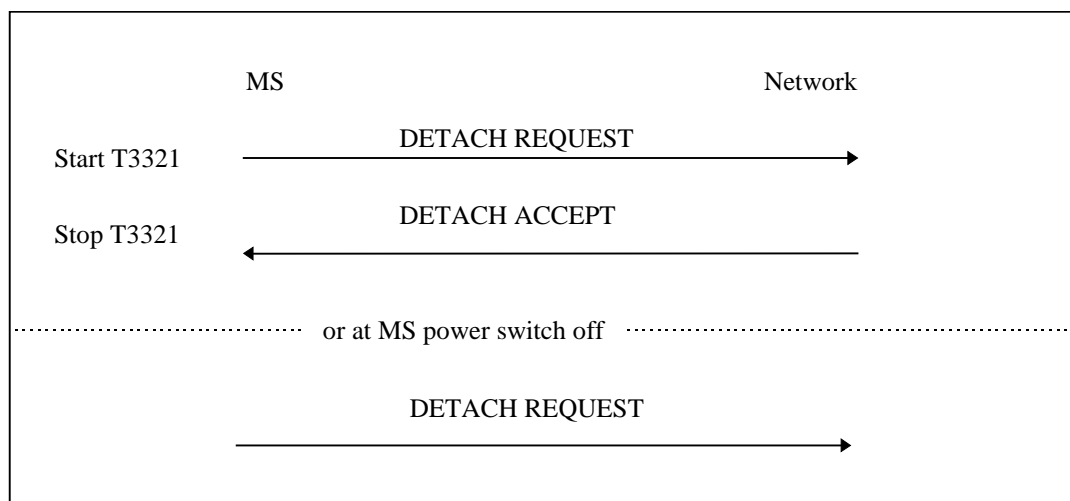 MS Network
DETACH REQUEST
Start T3321
DETACH ACCEPT
Stop T3321
or at MS power switch off
DETACH REQUEST